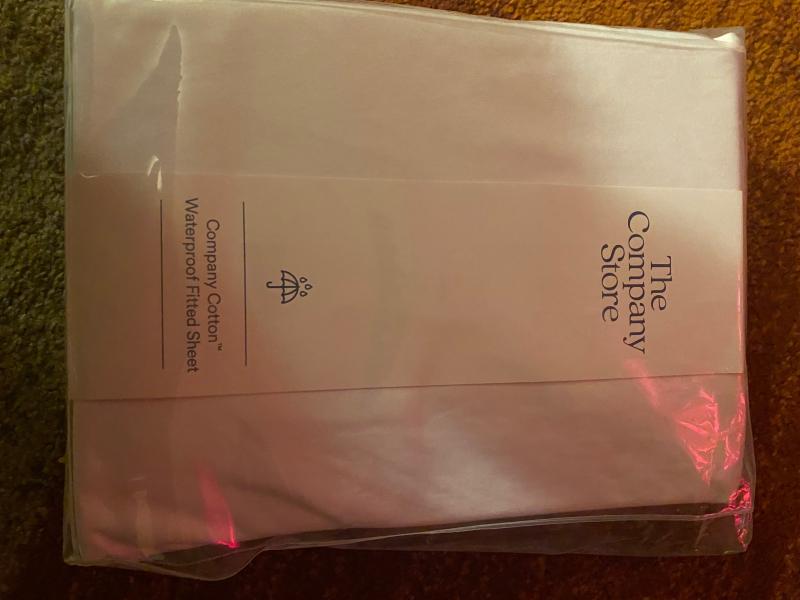 The
Company
Store
Company Cotton™
Waterproof Fitted Sheet